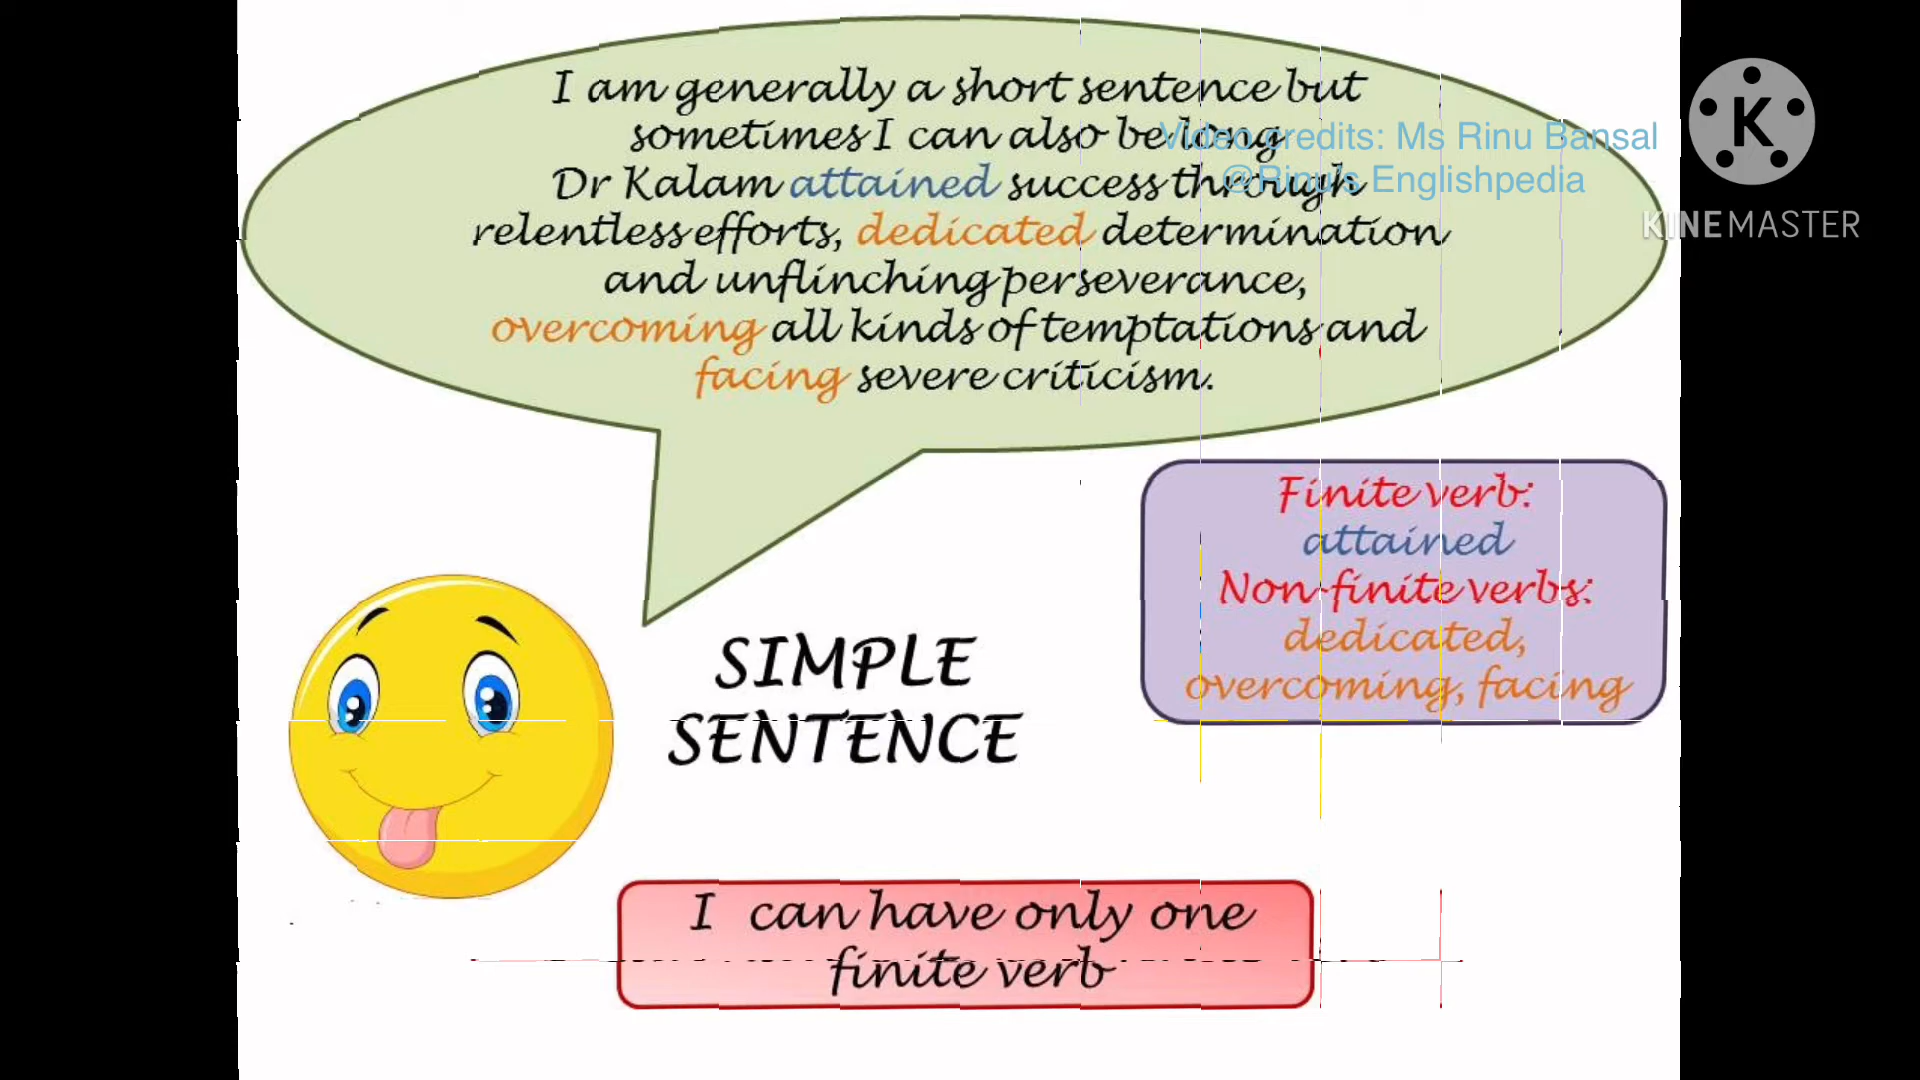 I am generally a short sentence but
sometimes I can also be long
Dr Kalam attained success through
relentless efforts, dedicated determination
and unflinching perseverance,
overcoming all kinds of temptations and
facing severe criticism.
Video credits: Ms Rinu Bansal
@Rinu's Englishpedia
K
KINEMASTER
Finite verb:
attained
Non-finite verbs:
dedicated,
overcoming, facing
SIMPLE
SENTENCE
I can have only one
finite verb